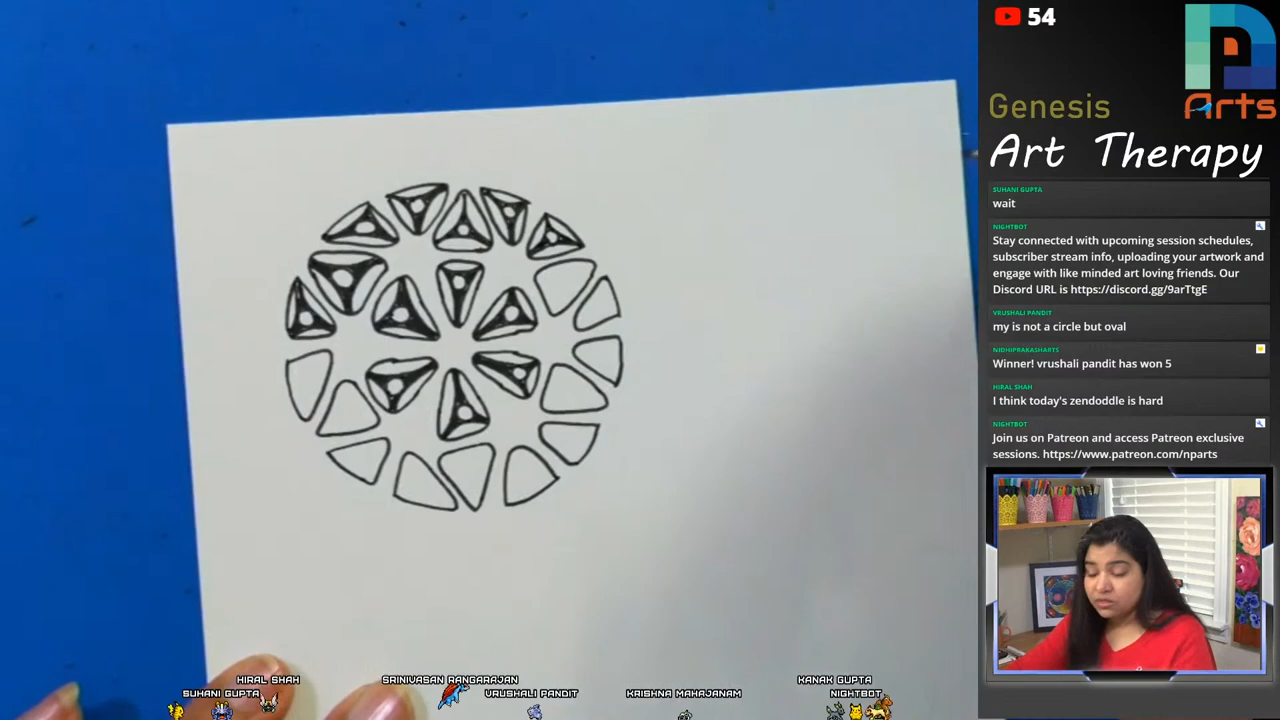 54
Arts
Genesis
Art Therapy
SUHANI GUPTA
wait
NIGHTBOT
Stay connected with upcoming session schedules,
subscriber stream info, uploading your artwork and
engage with like minded art loving friends. Our
Discord URL is https://discord.gg/9arTtgE
VRUSHALI PANDIT
my is not a circle but oval
NIDHIPRAKASHARTS
Winner! vrushali pandit has won 5
HIRAL SHAH
I think today's zendoddle is hard
NIGHTBOT
Join us on Patreon and access Patreon exclusive
sessions. https://www.patreon.com/nparts
HIRAL SHAH
SUHANI GUPTA
SRINIVASAN RANGARAJAN
VRUSHALI PANDIT
KRISHNA MAHAJANAM
KANAK GUPTA
NIGHTBOT